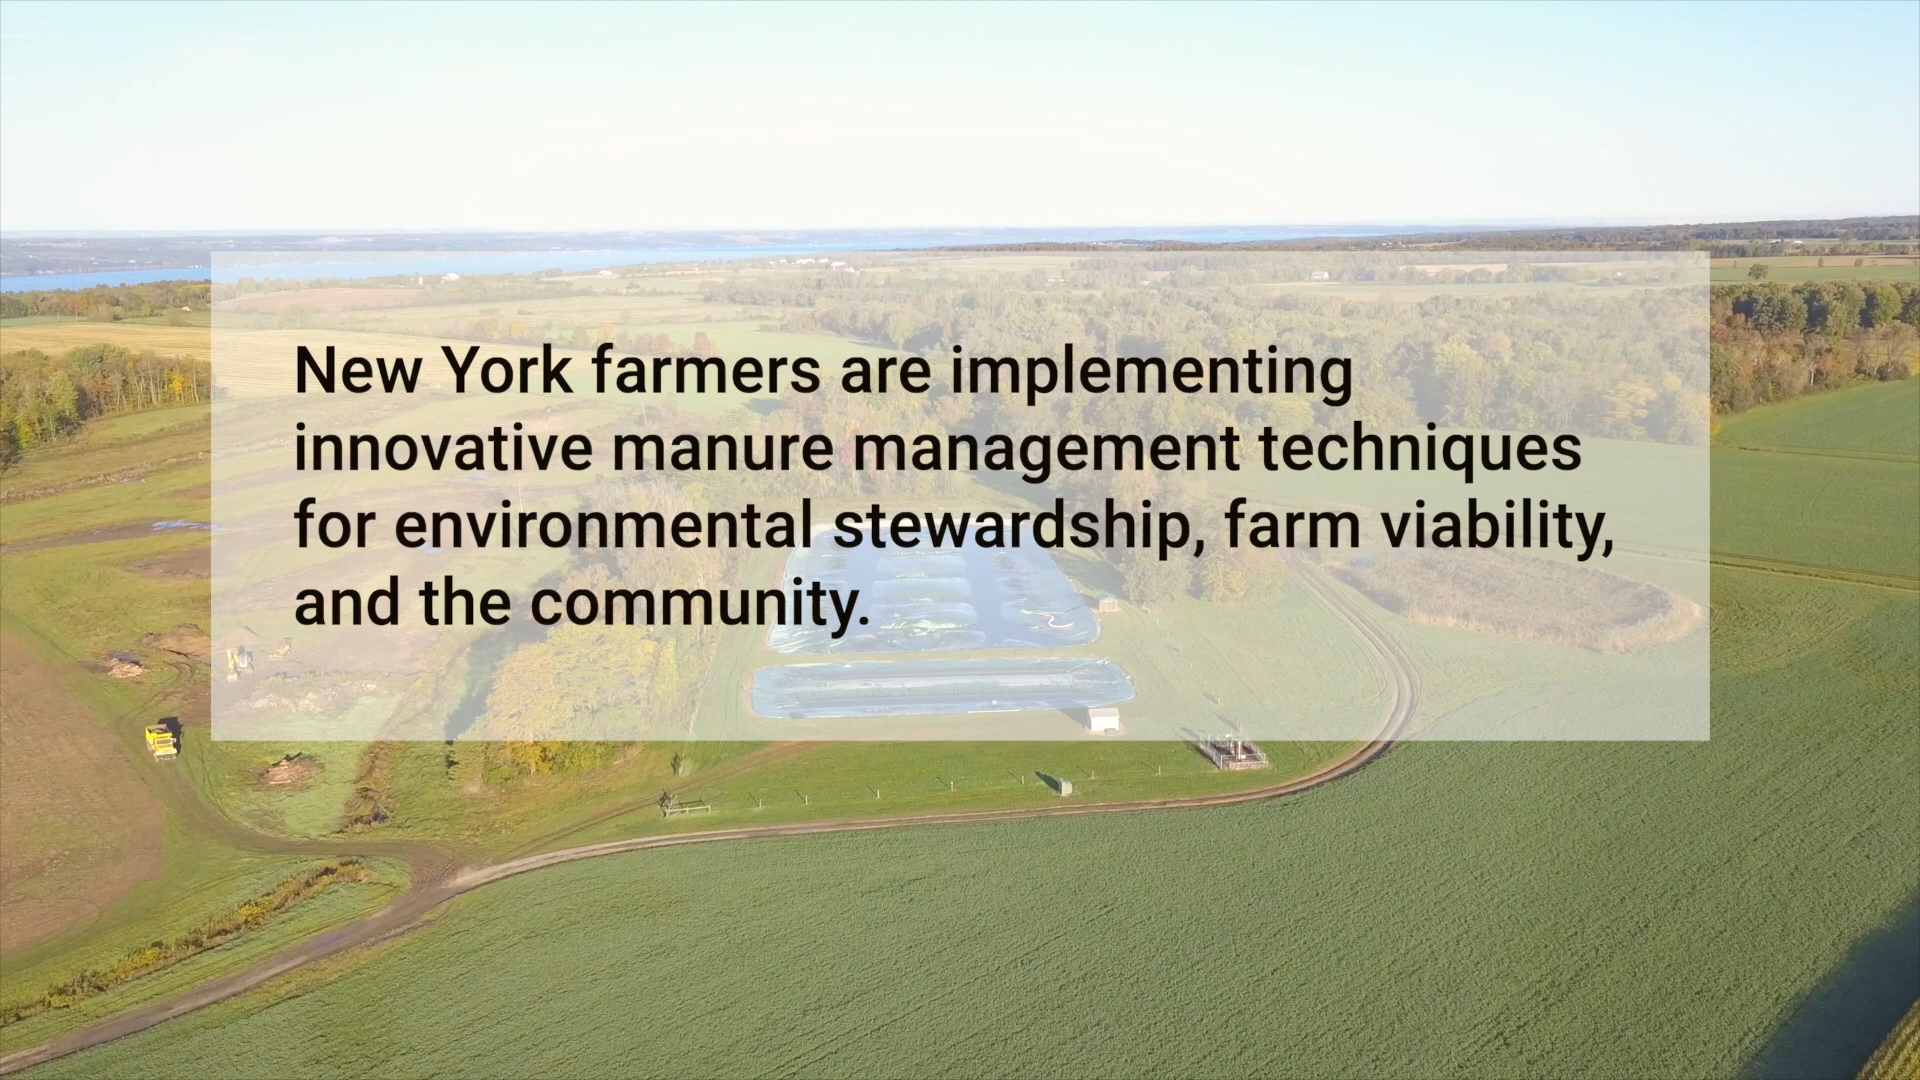 New York farmers are implementing
innovative manure management techniques
for environmental stewardship, farm viability,
and the community.